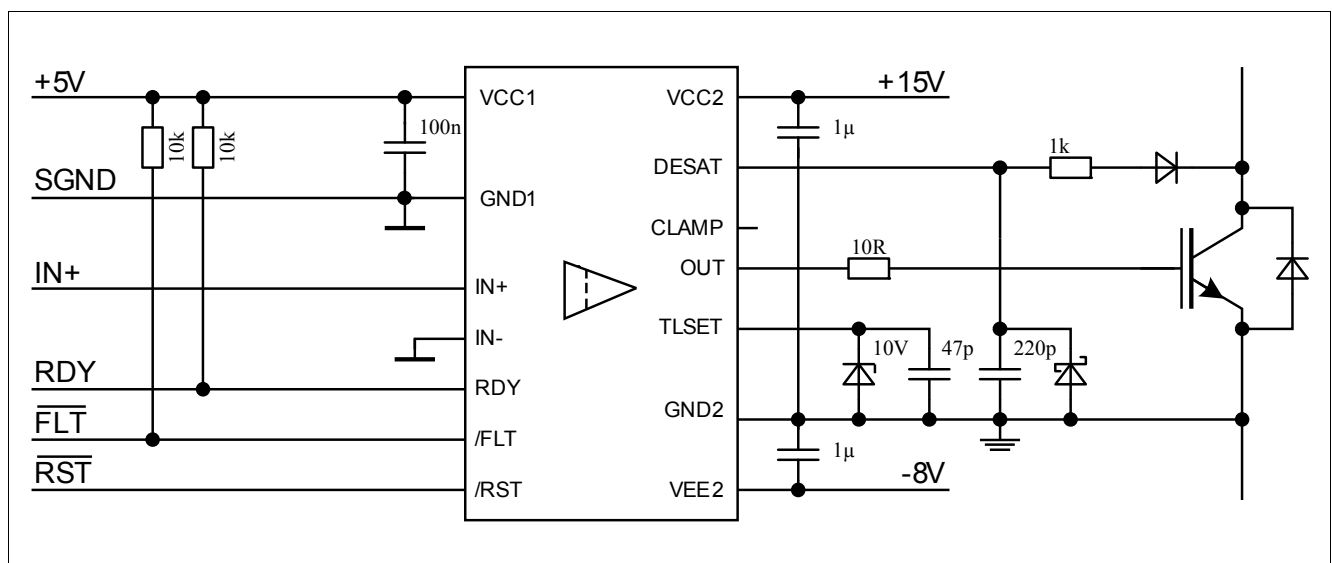 +5V
10k
10k
100n
SGND
IN+
RDY
FLT
RST
VCC1
GND1
IN+
IN-
RDY
/FLT
/RST
VCC2
DESAT
CLAMP
OUT
TLSET
GND2
VEE2
+15V
1µ
1k
10R
10V
47p
220p
1µ
-8V